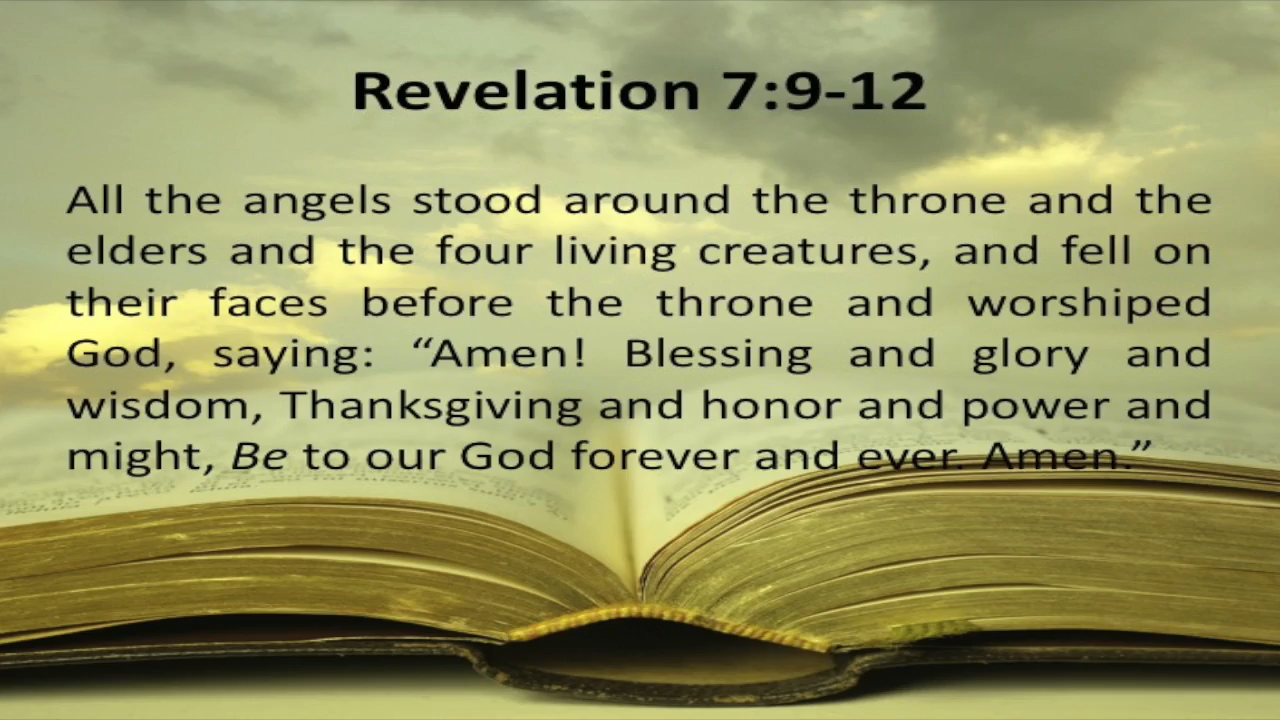 Revelation 7:9-12
All the angels stood around the throne and the
elders and the four living creatures, and fell on
their faces before the throne and worshiped
God, saying: “Amen! Blessing and glory and
wisdom, Thanksgiving and honor and power and
might, Be to our God forever and ever. Amen.”